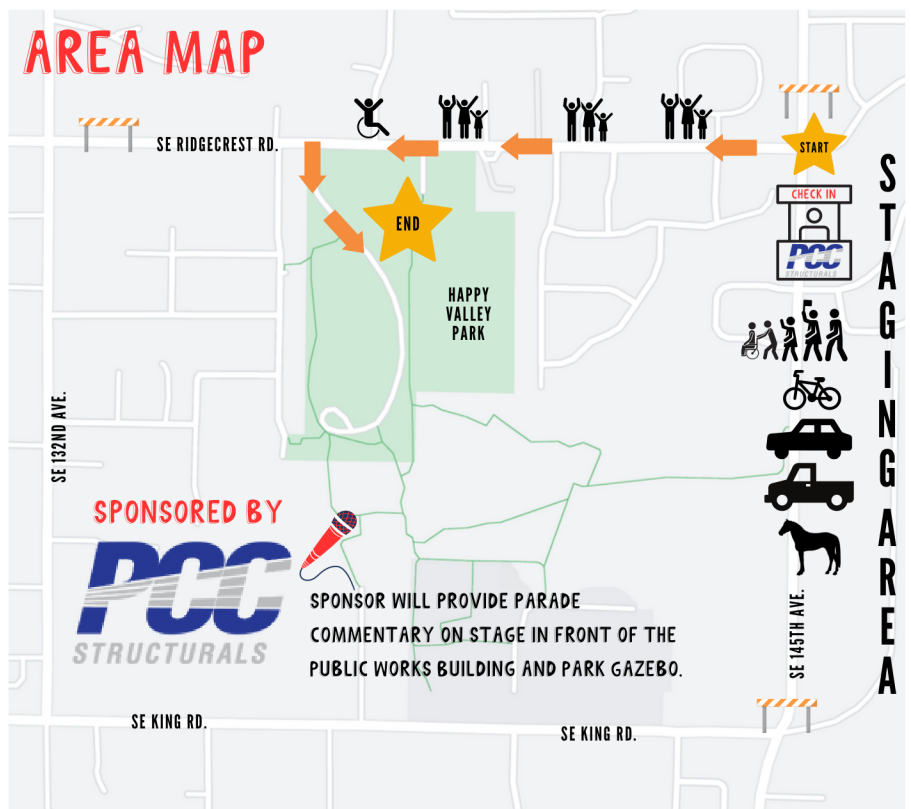 AREA MAP
SE RIDGECREST RD.
START
CHECK IN
PCC
STRUCTURALS
END
HAPPY
VALLEY
PARK
STAGING AREA
SE 132ND AVE.
SPONSORED BY
PCC
STRUCTURALS
SPONSOR WILL PROVIDE PARADE
COMMENTARY ON STAGE IN FRONT OF THE
PUBLIC WORKS BUILDING AND PARK GAZEBO.
SE 145TH AVE.
SE KING RD.
SE KING RD.